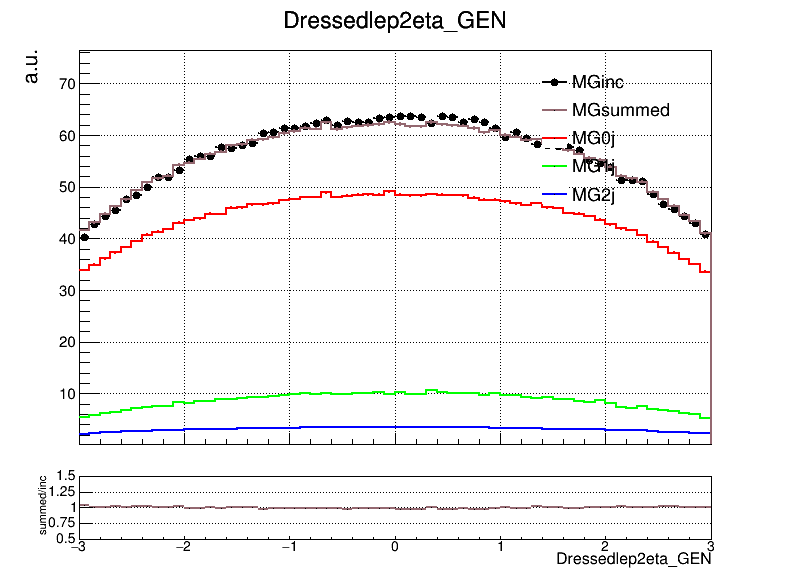 Dressedlep2eta_GEN
a.u.
70
60
50
40
30
20
10
MGinc
MGsummed
MG0j
MG1j
MG2j
summed/inc
1.5
1.25
1
0.75
0.5
−3 −2 −1 0 1 2 3
Dressedlep2eta_GEN